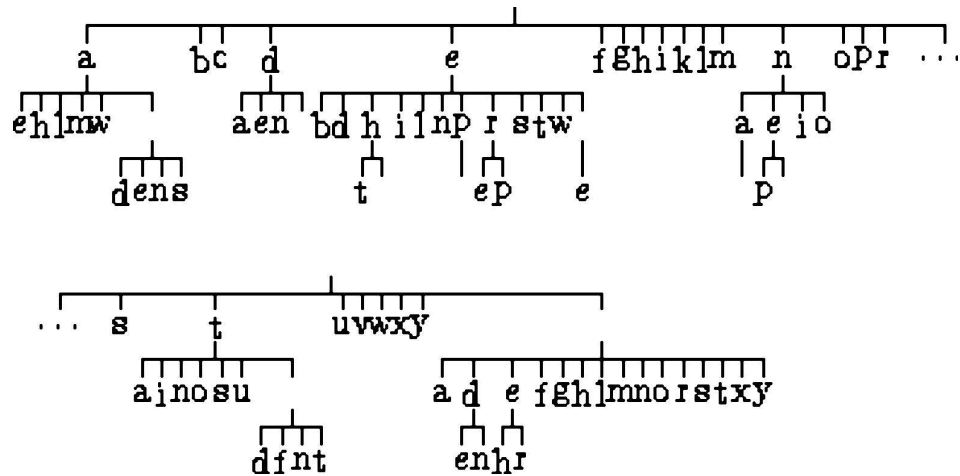 a b c d e f g h i k l m n o p r ...
e h l m w a e n b d h i l n p r s t w a e i o
d e n s t e p e p
... s t u v w x y
a i n o s u a d e f g h l m n o r s t x y
d f n t e n h r